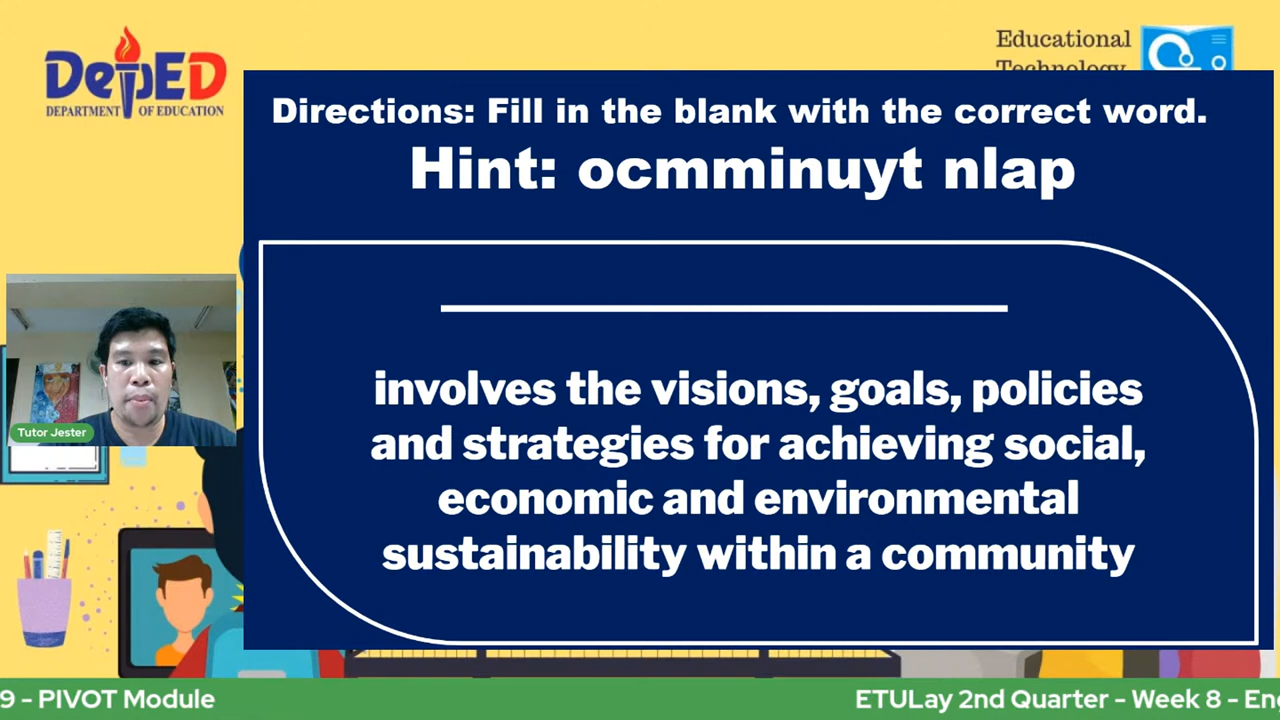 DepED
DEPARTMENT OF EDUCATION
Educational
Technology
Directions: Fill in the blank with the correct word.
Hint: ocmminuyt nlap
involves the visions, goals, policies
and strategies for achieving social,
economic and environmental
sustainability within a community
Tutor Jester
9 - PIVOT Module
ETULay 2nd Quarter - Week 8 - Eng